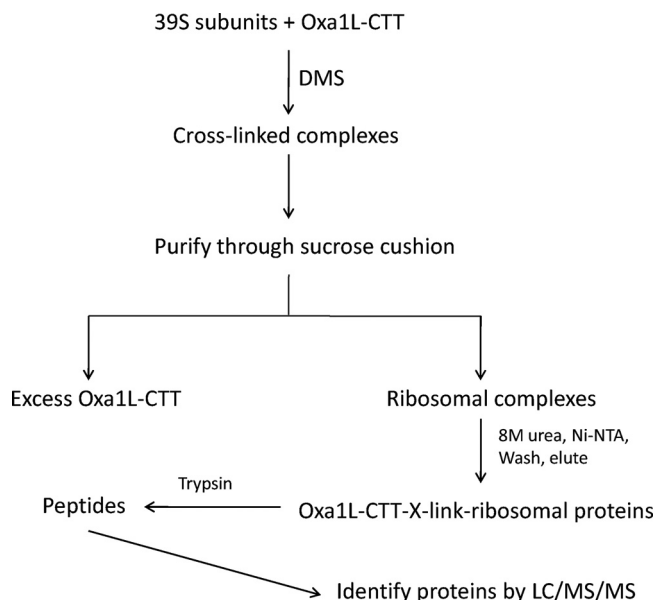 39S subunits + Oxa1L-CTT
DMS
Cross-linked complexes
Purify through sucrose cushion
Excess Oxa1L-CTT
Ribosomal complexes
8M urea, Ni-NTA,
Wash, elute
Trypsin
Peptides
Oxa1L-CTT-X-link-ribosomal proteins
Identify proteins by LC/MS/MS